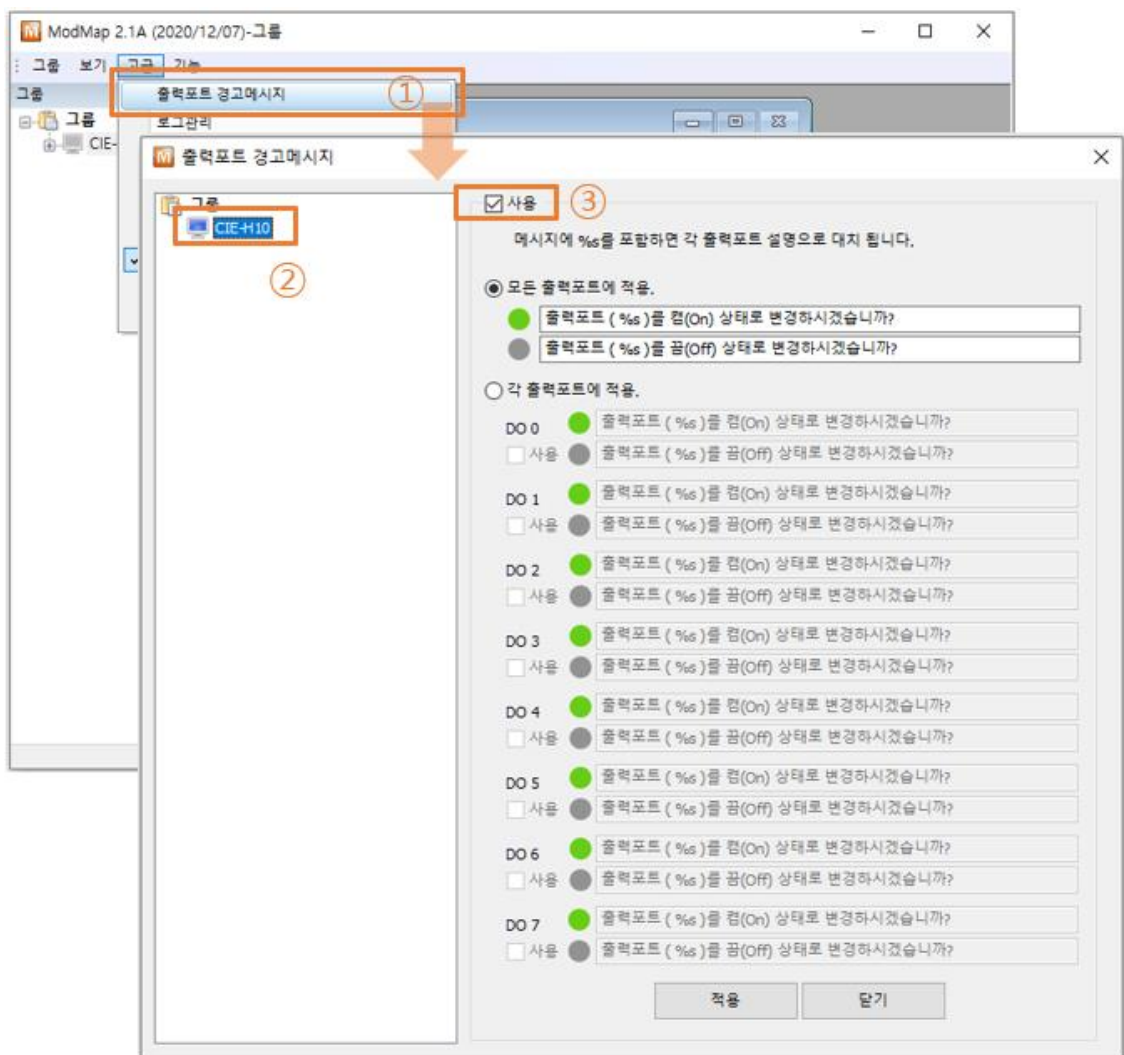 ModMap 2.1A (2020/12/07)-그룹
그룹 보기 고급 기능
그룹
출력포트 경고메시지
①
그룹
로그관리
CIE-
출력포트 경고메시지
그룹
CIE-H10
②
사용
③
메시지에 %s를 포함하면 각 출력포트 설명으로 대치 됩니다.
모든 출력포트에 적용.
출력포트 ( %s )를 켬(On) 상태로 변경하시겠습니까?
출력포트 ( %s )를 끔(Off) 상태로 변경하시겠습니까?
각 출력포트에 적용.
DO 0
출력포트 ( %s )를 켬(On) 상태로 변경하시겠습니까?
사용
출력포트 ( %s )를 끔(Off) 상태로 변경하시겠습니까?
DO 1
출력포트 ( %s )를 켬(On) 상태로 변경하시겠습니까?
사용
출력포트 ( %s )를 끔(Off) 상태로 변경하시겠습니까?
DO 2
출력포트 ( %s )를 켬(On) 상태로 변경하시겠습니까?
사용
출력포트 ( %s )를 끔(Off) 상태로 변경하시겠습니까?
DO 3
출력포트 ( %s )를 켬(On) 상태로 변경하시겠습니까?
사용
출력포트 ( %s )를 끔(Off) 상태로 변경하시겠습니까?
DO 4
출력포트 ( %s )를 켬(On) 상태로 변경하시겠습니까?
사용
출력포트 ( %s )를 끔(Off) 상태로 변경하시겠습니까?
DO 5
출력포트 ( %s )를 켬(On) 상태로 변경하시겠습니까?
사용
출력포트 ( %s )를 끔(Off) 상태로 변경하시겠습니까?
DO 6
출력포트 ( %s )를 켬(On) 상태로 변경하시겠습니까?
사용
출력포트 ( %s )를 끔(Off) 상태로 변경하시겠습니까?
DO 7
출력포트 ( %s )를 켬(On) 상태로 변경하시겠습니까?
사용
출력포트 ( %s )를 끔(Off) 상태로 변경하시겠습니까?
적용 닫기